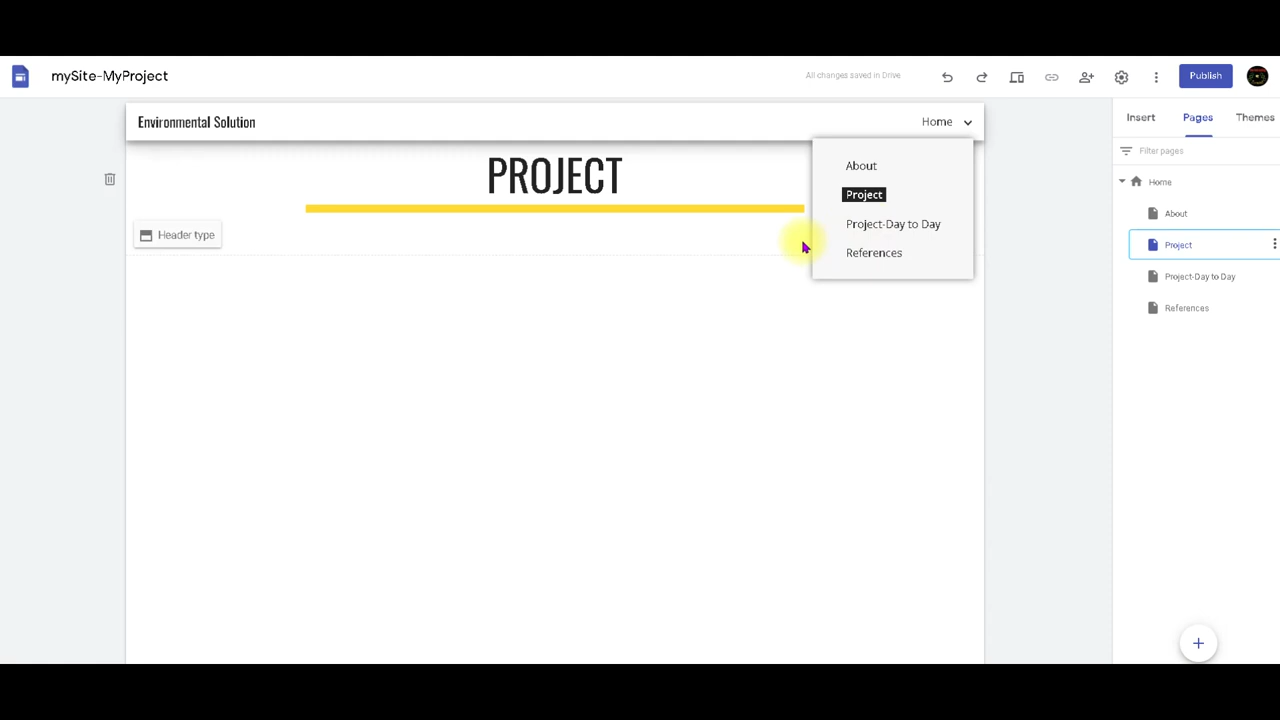 mySite-MyProject
All changes saved in Drive
Publish
Environmental Solution
Home
Insert
Pages
Themes
PROJECT
Filter pages
About
Project
Project-Day to Day
References
Header type
Home
About
Project
Project-Day to Day
References